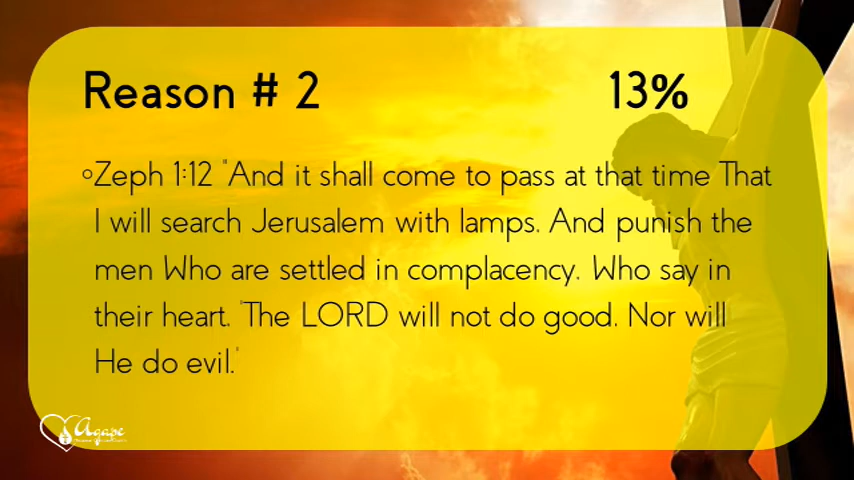 Reason # 2 13%
○Zeph 1:12 "And it shall come to pass at that time That
I will search Jerusalem with lamps. And punish the
men Who are settled in complacency. Who say in
their heart. 'The LORD will not do good. Nor will
He do evil.'
Agape